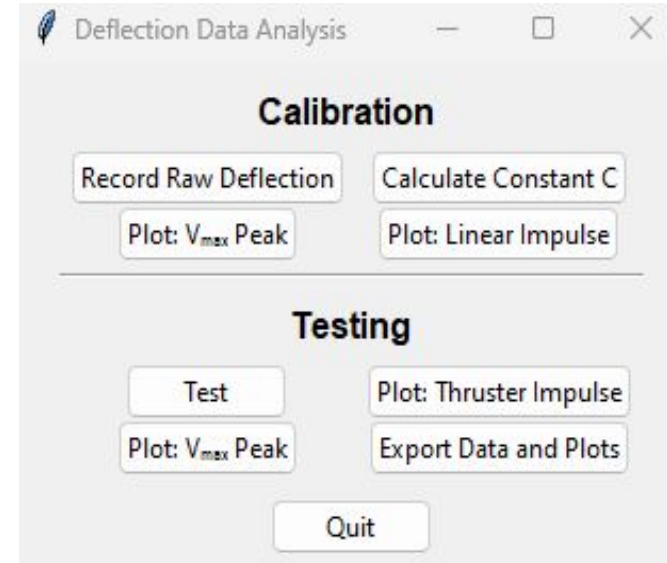 Deflection Data Analysis
Calibration
Record Raw Deflection Calculate Constant C
Plot: Vₘₐₓ Peak Plot: Linear Impulse
Testing
Test Plot: Thruster Impulse
Plot: Vₘₐₓ Peak Export Data and Plots
Quit